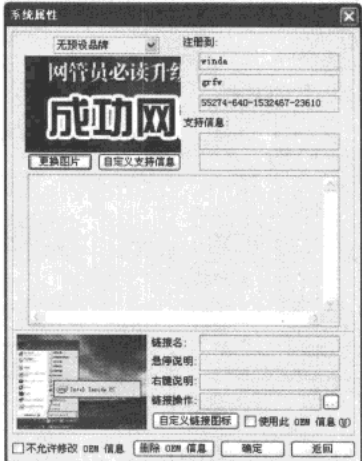 系统属性
无预设品牌
注册到:
网管员必读升级
成功网
winda
grfw
55274-640-1532467-23610
支持信息:
更换图片
自定义支持信息
链接名:
悬停说明:
右键说明:
链接操作:
自定义链接图标
使用此 OEM 信息(U)
不允许修改 OEM 信息
删除 OEM 信息
确定
返回